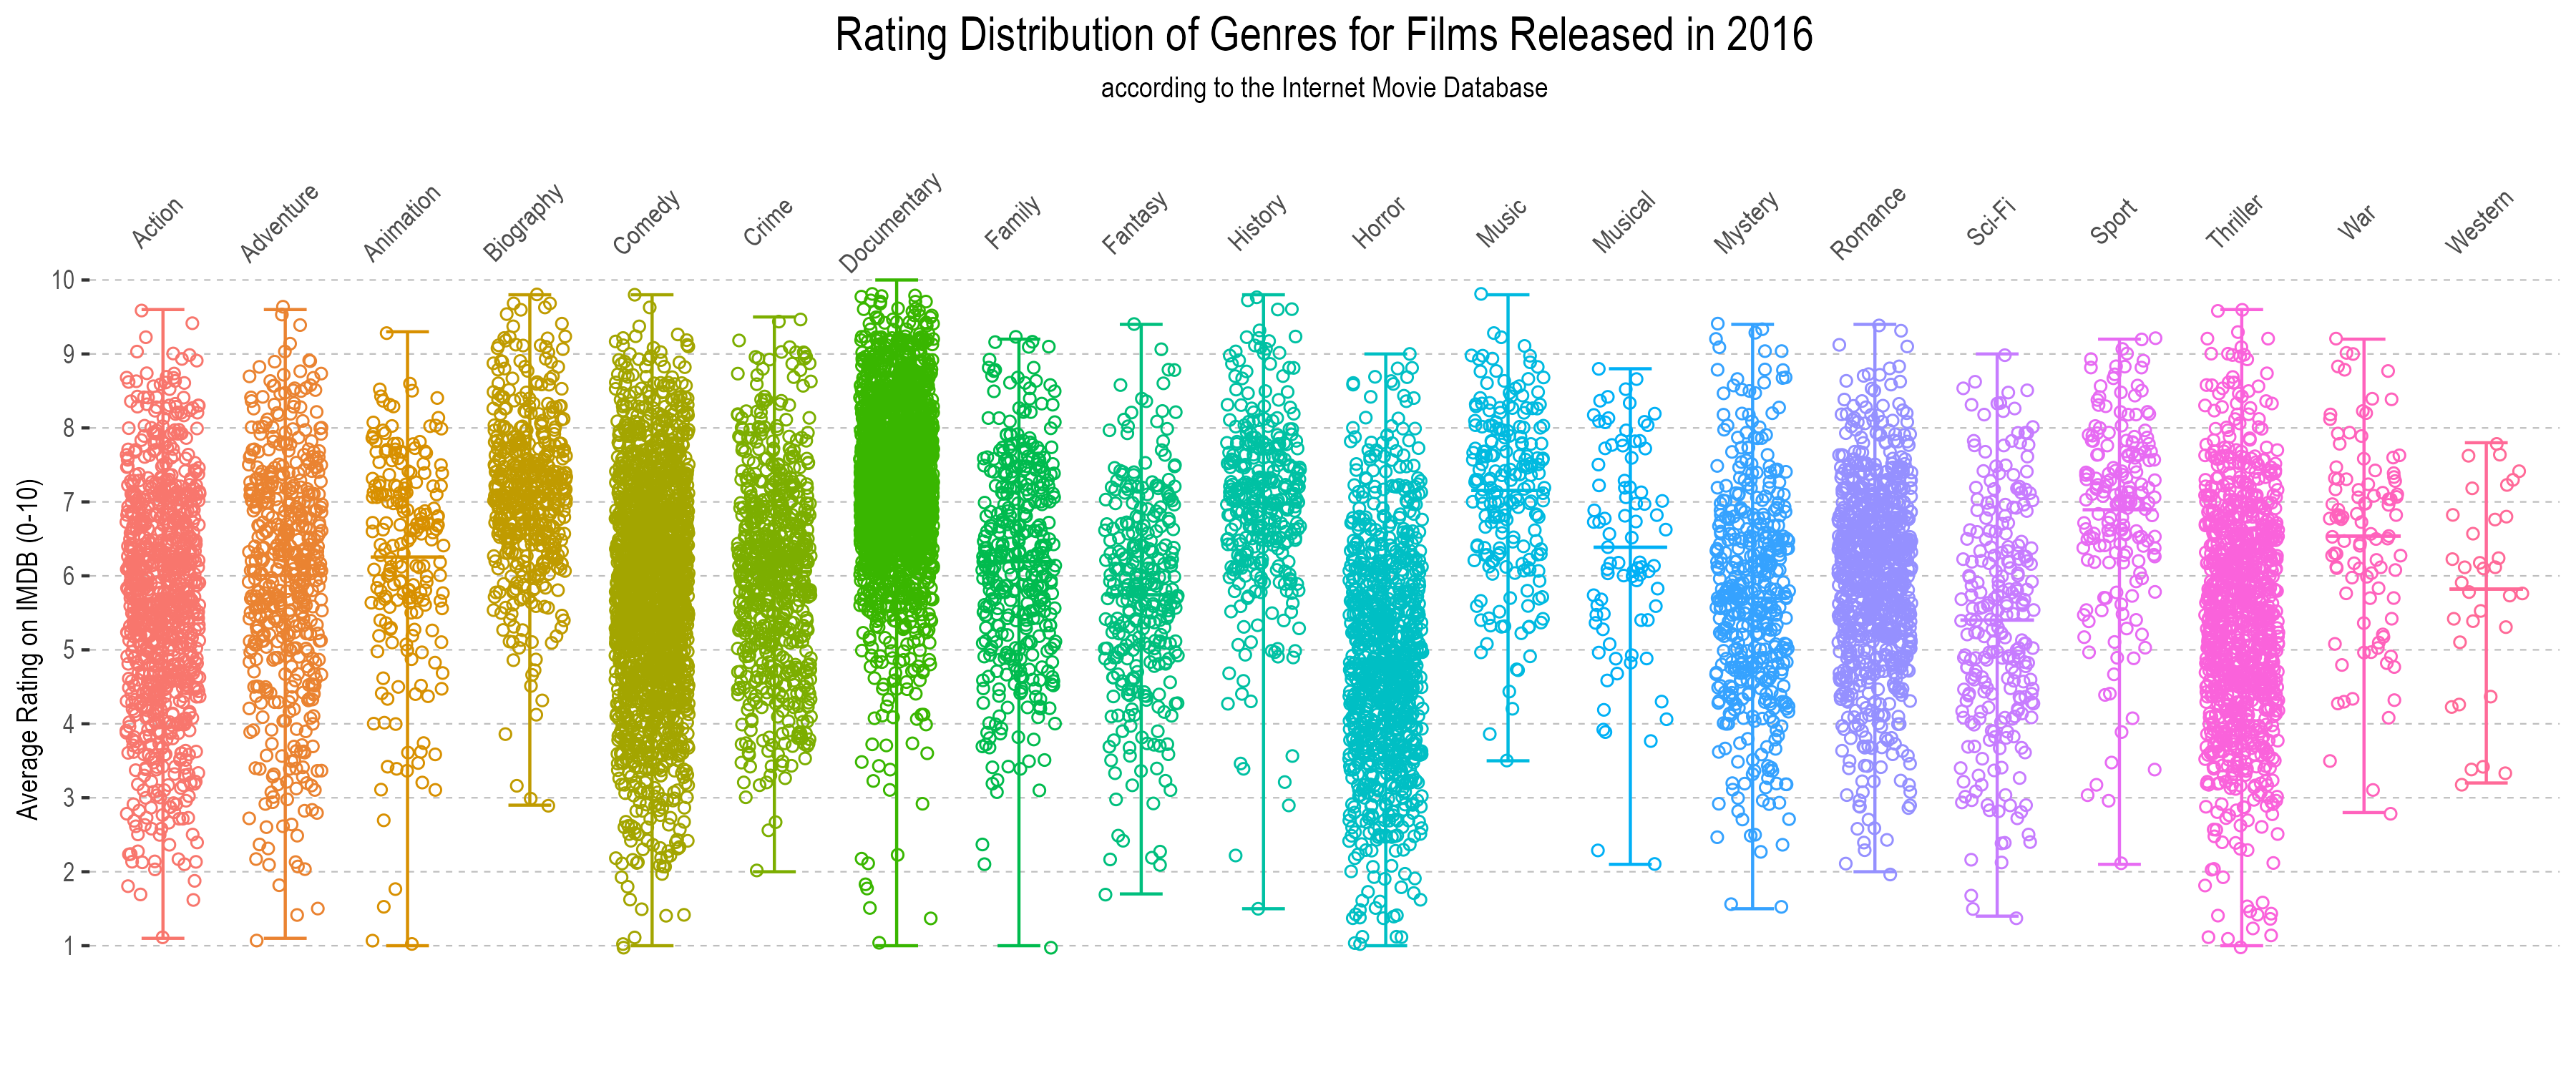 Rating Distribution of Genres for Films Released in 2016
according to the Internet Movie Database
Action
Adventure
Animation
Biography
Comedy
Crime
Documentary
Family
Fantasy
History
Horror
Music
Musical
Mystery
Romance
Sci-Fi
Sport
Thriller
War
Western
Average Rating on IMDB (0-10)
10
9
8
7
6
5
4
3
2
1